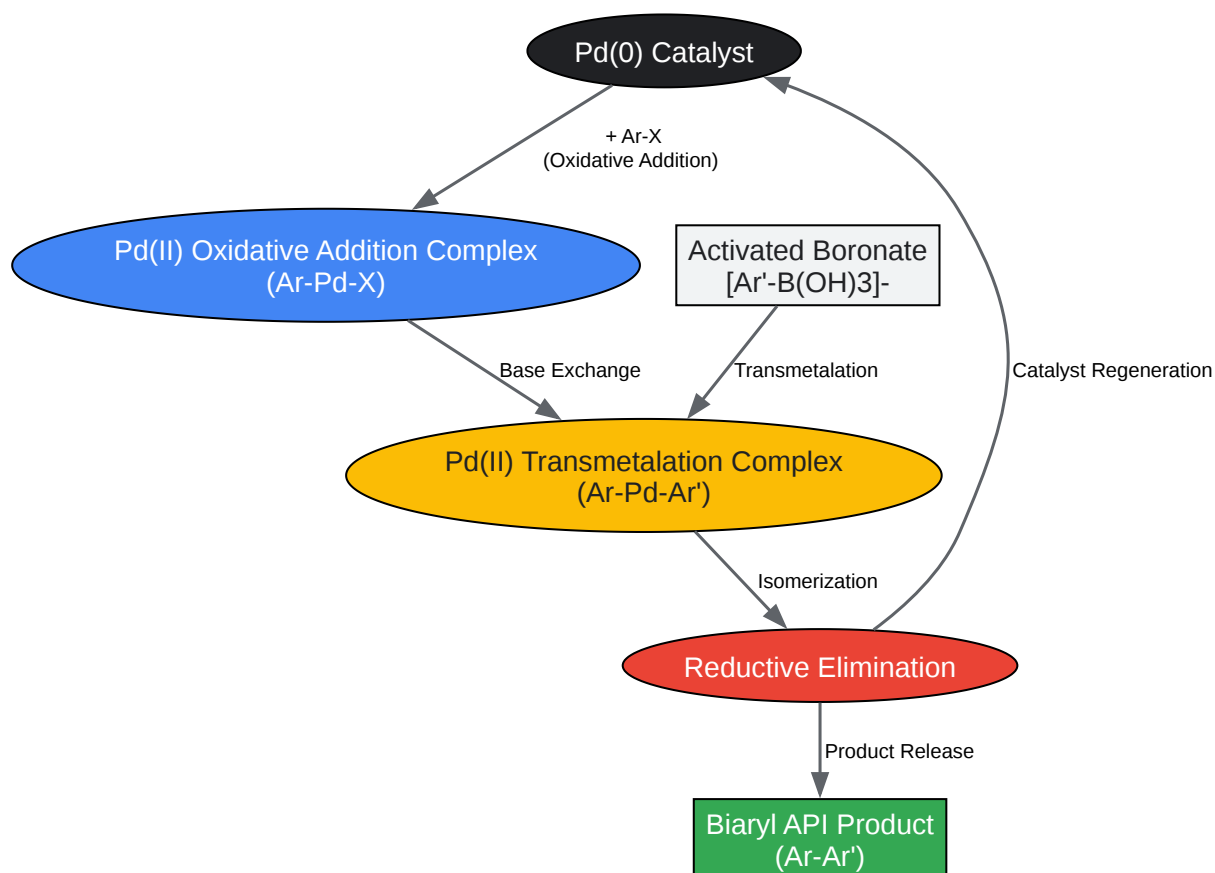 Pd(0) Catalyst
+ Ar-X
(Oxidative Addition)
Pd(II) Oxidative Addition Complex
(Ar-Pd-X)
Activated Boronate
[Ar'-B(OH)3]-
Base Exchange
Transmetalation
Catalyst Regeneration
Pd(II) Transmetalation Complex
(Ar-Pd-Ar')
Isomerization
Reductive Elimination
Product Release
Biaryl API Product
(Ar-Ar')